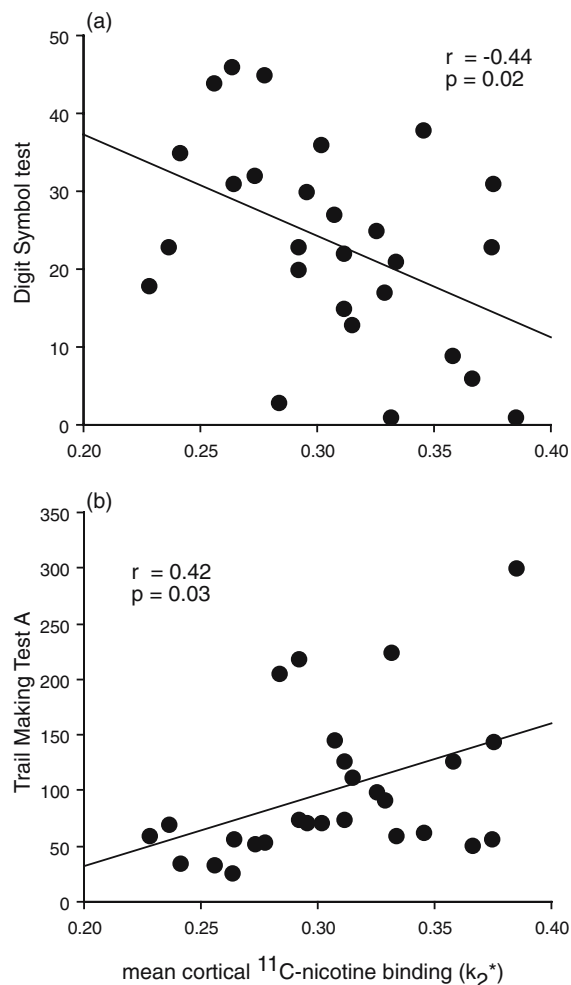 (a)
50
40
30
20
10
0
Digit Symbol test
r = -0.44
p = 0.02
0.20 0.25 0.30 0.35 0.40
(b)
350
300
250
200
150
100
50
0
Trail Making Test A
r = 0.42
p = 0.03
0.20 0.25 0.30 0.35 0.40
mean cortical ¹¹C-nicotine binding (k₂*)